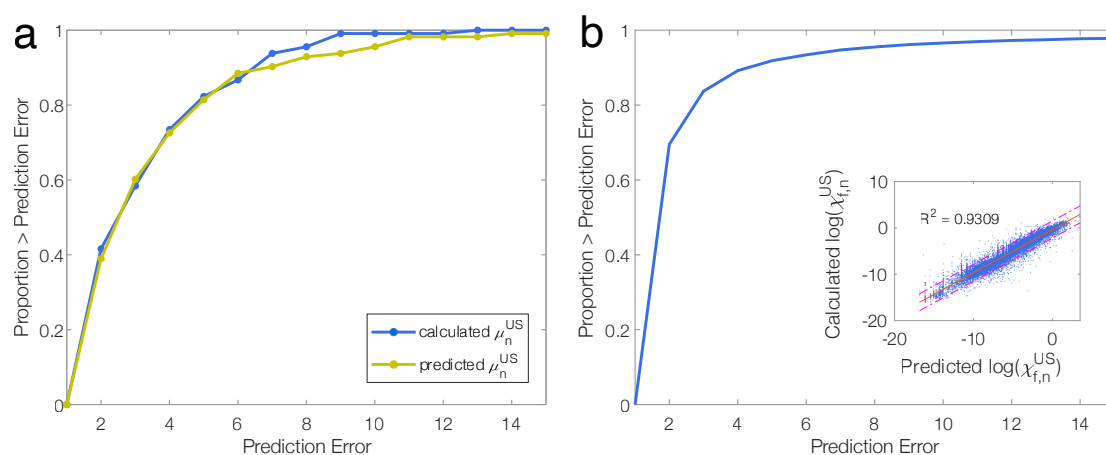 a
1
0.8
0.6
0.4
0.2
0
2 4 6 8 10 12 14
Proportion > Prediction Error
Prediction Error
calculated μ_n^US
predicted μ_n^US
b
1
0.8
0.6
0.4
0.2
0
2 4 6 8 10 12 14
Proportion > Prediction Error
Prediction Error
10
0
-10
-20
-20 -10 0
R² = 0.9309
Calculated log(χ_f,n^US)
Predicted log(χ_f,n^US)